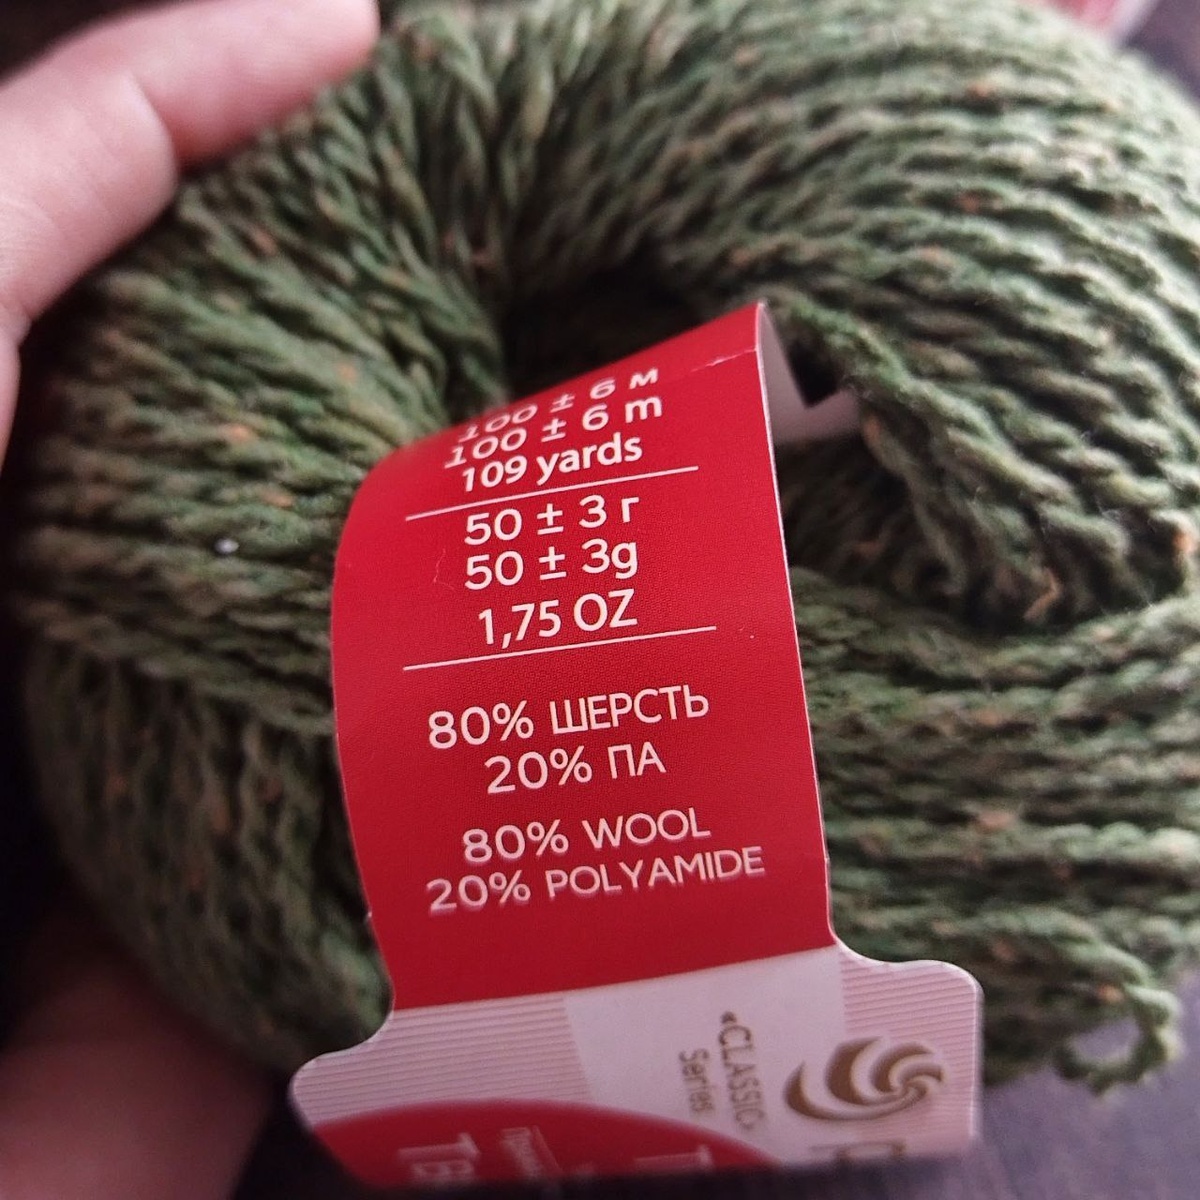 100 ± 6 м
100 ± 6 m
109 yards
50 ± 3 г
50 ± 3g
1,75 OZ
80% ШЕРСТЬ
20% ПА
80% WOOL
20% POLYAMIDE
«CLASSIC»
Series